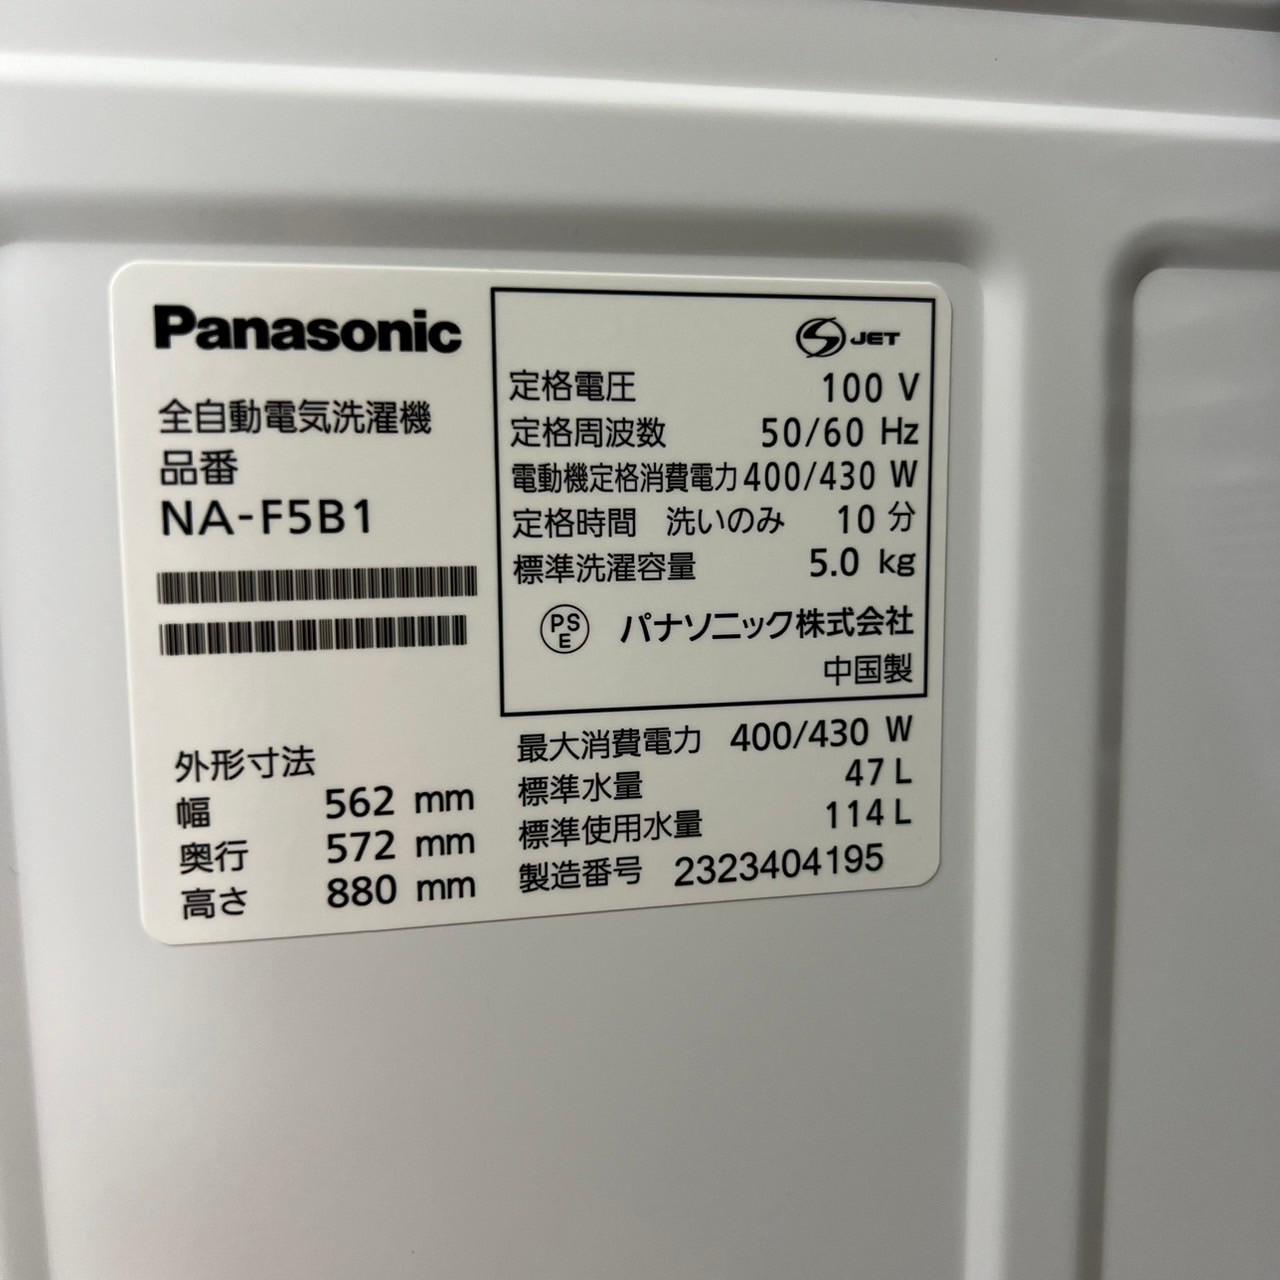 Panasonic
全自動電気洗濯機
品番
NA-F5B1
外形寸法
幅 562 mm
奥行 572 mm
高さ 880 mm
JET
定格電圧 100 V
定格周波数 50/60 Hz
電動機定格消費電力 400/430 W
定格時間 洗いのみ 10 分
標準洗濯容量 5.0 kg
PS
E
パナソニック株式会社
中国製
最大消費電力 400/430 W
標準水量 47 L
標準使用水量 114 L
製造番号 2323404195